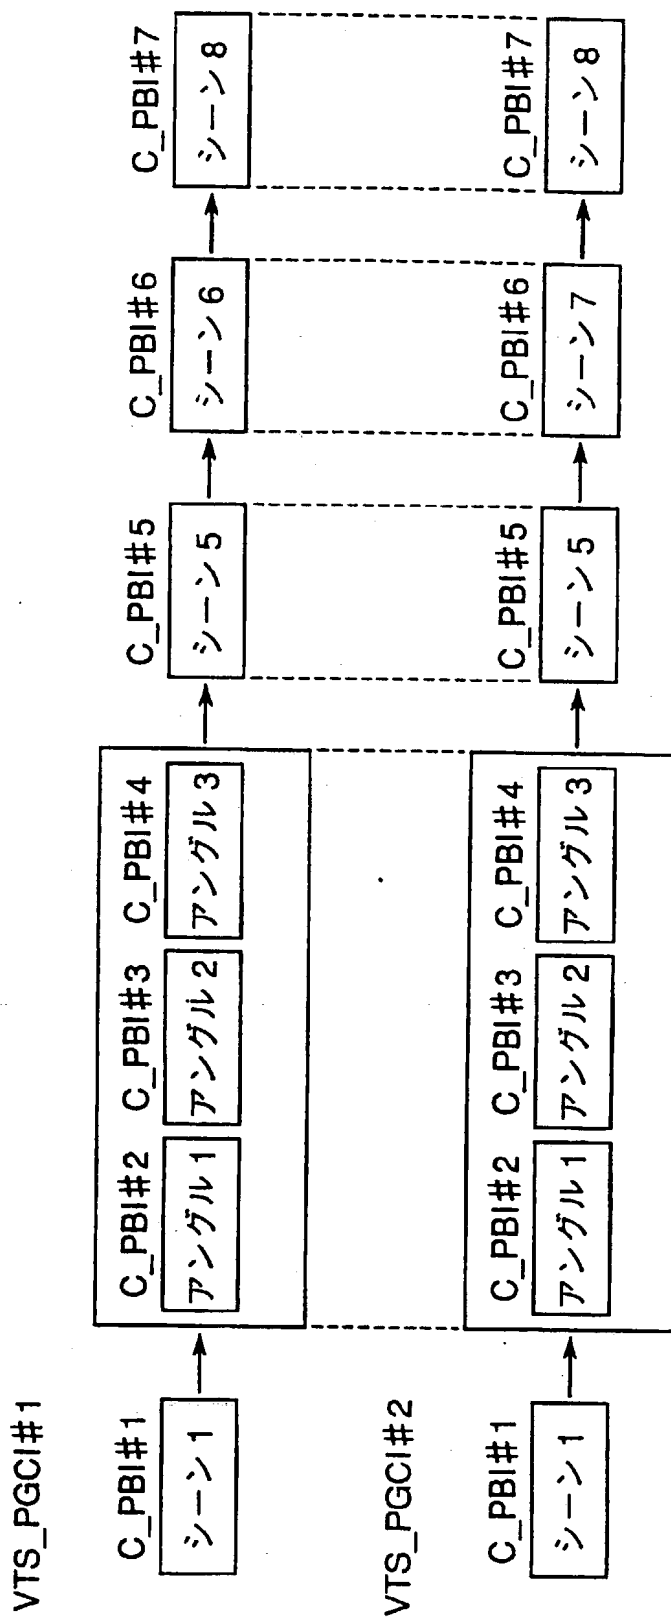 VTS_PGCI#1
C_PBI#1 C_PBI#2 C_PBI#3 C_PBI#4 C_PBI#5 C_PBI#6 C_PBI#7
シーン1 アングル1 アングル2 アングル3 シーン5 シーン6 シーン8
VTS_PGCI#2
C_PBI#1 C_PBI#2 C_PBI#3 C_PBI#4 C_PBI#5 C_PBI#6 C_PBI#7
シーン1 アングル1 アングル2 アングル3 シーン5 シーン7 シーン8